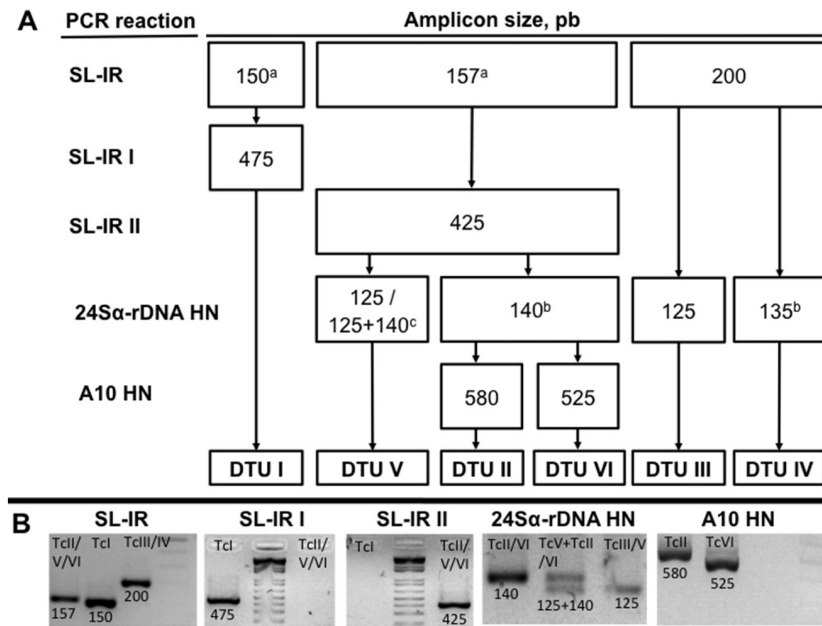 A
PCR reaction
Amplicon size, pb
SL-IR
150ᵃ
157ᵃ
200
SL-IR I
475
SL-IR II
425
24Sα-rDNA HN
125 /
125+140ᶜ
140ᵇ
125
135ᵇ
A10 HN
580
525
DTU I
DTU V
DTU II
DTU VI
DTU III
DTU IV
B
SL-IR
SL-IR I
SL-IR II
24Sα-rDNA HN
A10 HN
TcII/
V/VI
TcI
TcIII/IV
157
150
200
TcI
TcII/
V/VI
475
TcI
TcII/
V/VI
425
TcII/VI
TcV+TcII
/VI
TcIII/V
140
125+140
125
TcII
TcVI
580
525